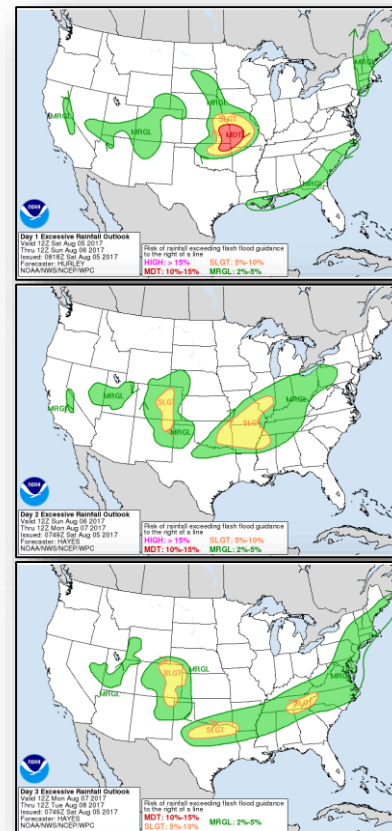 MRGL
MRGL
MRGL
SLGT
MDT
MRGL
MRGL
NOAA
Day 1 Excessive Rainfall Outlook
Valid 12Z Sat Aug 05 2017
Thru 12Z Sun Aug 06 2017
Issued: 0818Z Sat Aug 05 2017
Forecaster: HURLEY
NOAA/NWS/NCEP/WPC
Risk of rainfall exceeding flash flood guidance
to the right of a line
HIGH: > 15% SLGT: 5%-10%
MDT: 10%-15% MRGL: 2%-5%
MRGL
MRGL
SLGT
MRGL
SLGT
MRGL
NOAA
Day 2 Excessive Rainfall Outlook
Valid 12Z Sun Aug 06 2017
Thru 12Z Mon Aug 07 2017
Issued: 0749Z Sat Aug 05 2017
Forecaster: HAYES
NOAA/NWS/NCEP/WPC
Risk of rainfall exceeding flash flood guidance
to the right of a line
HIGH: > 15% SLGT: 5%-10%
MDT: 10%-15% MRGL: 2%-5%
MRGL
SLGT
MRGL
MRGL
SLGT
SLGT
NOAA
Day 3 Excessive Rainfall Outlook
Valid 12Z Mon Aug 07 2017
Thru 12Z Tue Aug 08 2017
Issued: 0749Z Sat Aug 05 2017
Forecaster: HAYES
NOAA/NWS/NCEP/WPC
Risk of rainfall exceeding flash flood guidance
to the right of a line
MDT: 10%-15% MRGL: 2%-5%
SLGT: 5%-10%